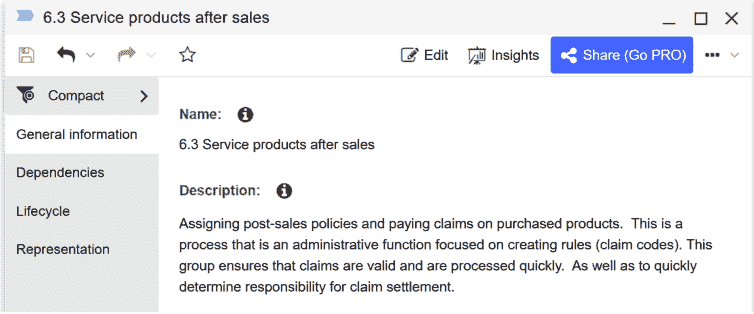 6.3 Service products after sales
Edit
Insights
Share (Go PRO)
Compact
General information
Dependencies
Lifecycle
Representation
Name:
6.3 Service products after sales
Description:
Assigning post-sales policies and paying claims on purchased products.  This is a
process that is an administrative function focused on creating rules (claim codes). This
group ensures that claims are valid and are processed quickly.  As well as to quickly
determine responsibility for claim settlement.